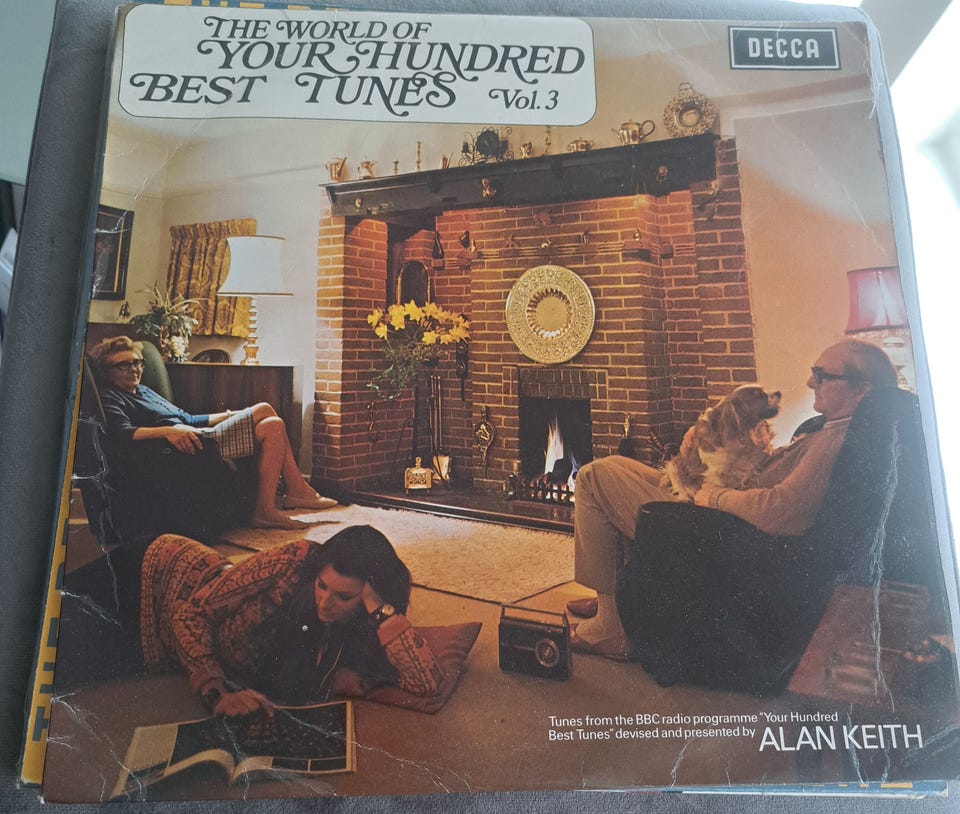 THE WORLD OF
YOUR HUNDRED
BEST TUNES Vol. 3
DECCA
Tunes from the BBC radio programme "Your Hundred
Best Tunes" devised and presented by ALAN KEITH